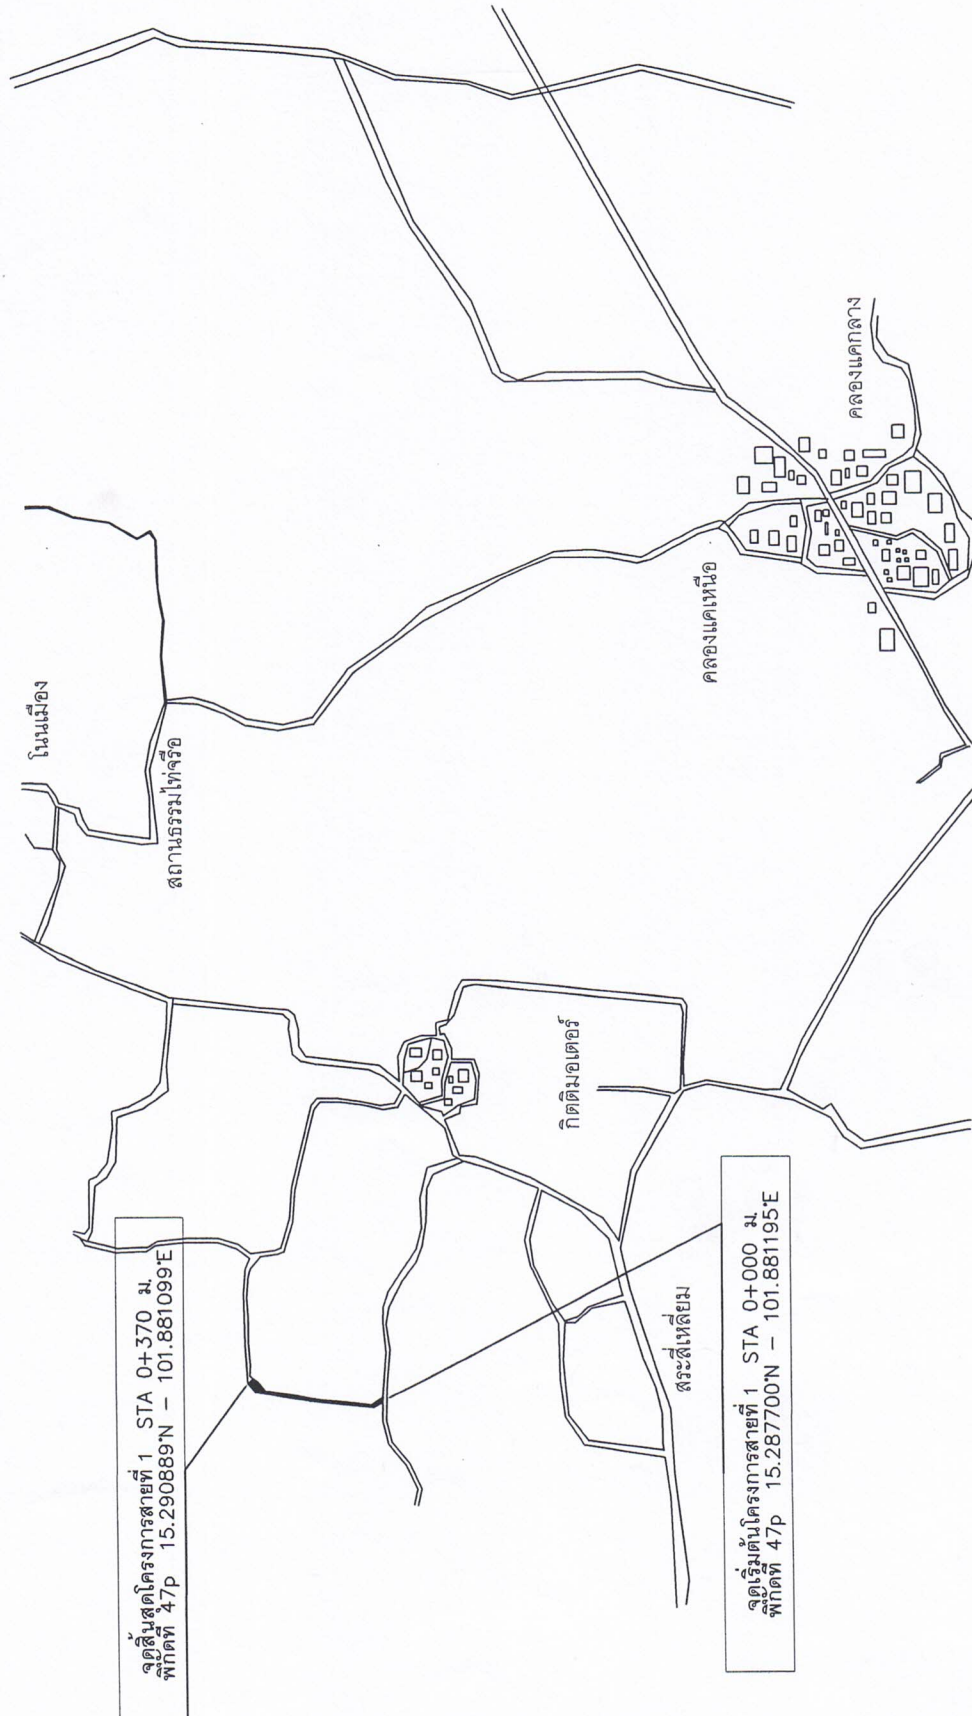 จุดสิ้นสุดโครงการสายที่ 1 STA 0+370 ม.
พิกัดที่ 47p 15.290889°N - 101.881099°E
โนนเมือง
สถานธรรมไท่จรือ
กิตติมอเตอร์
สระสี่เหลี่ยม
คลองแคเหนือ
คลองแคกลาง
จุดเริ่มต้นโครงการสายที่ 1 STA 0+000 ม.
พิกัดที่ 47p 15.287700°N - 101.881195°E